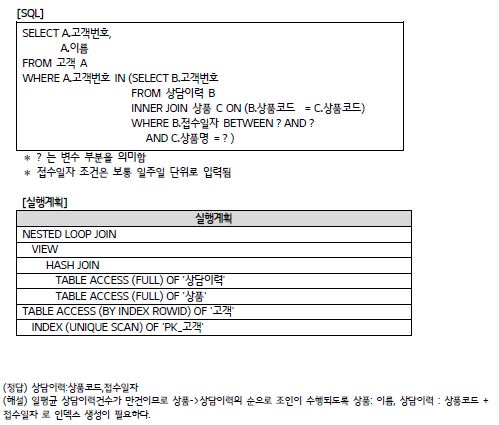 [SQL]
SELECT A.고객번호,
A.이름
FROM 고객 A
WHERE A.고객번호 IN (SELECT B.고객번호
FROM 상담이력 B
INNER JOIN 상품 C ON (B.상품코드 = C.상품코드)
WHERE B.접수일자 BETWEEN ? AND ?
AND C.상품명 = ? )
* ? 는 변수 부분을 의미함
* 접수일자 조건은 보통 일주일 단위로 입력됨
[실행계획]
실행계획
NESTED LOOP JOIN
VIEW
HASH JOIN
TABLE ACCESS (FULL) OF '상담이력'
TABLE ACCESS (FULL) OF '상품'
TABLE ACCESS (BY INDEX ROWID) OF '고객'
INDEX (UNIQUE SCAN) OF 'PK_고객'
(정답) 상담이력:상품코드,접수일자
(해설) 일평균 상담이력건수가 만건이므로 상품->상담이력의 순으로 조인이 수행되도록 상품: 이름, 상담이력 : 상품코드 +
접수일자 로 인덱스 생성이 필요하다.